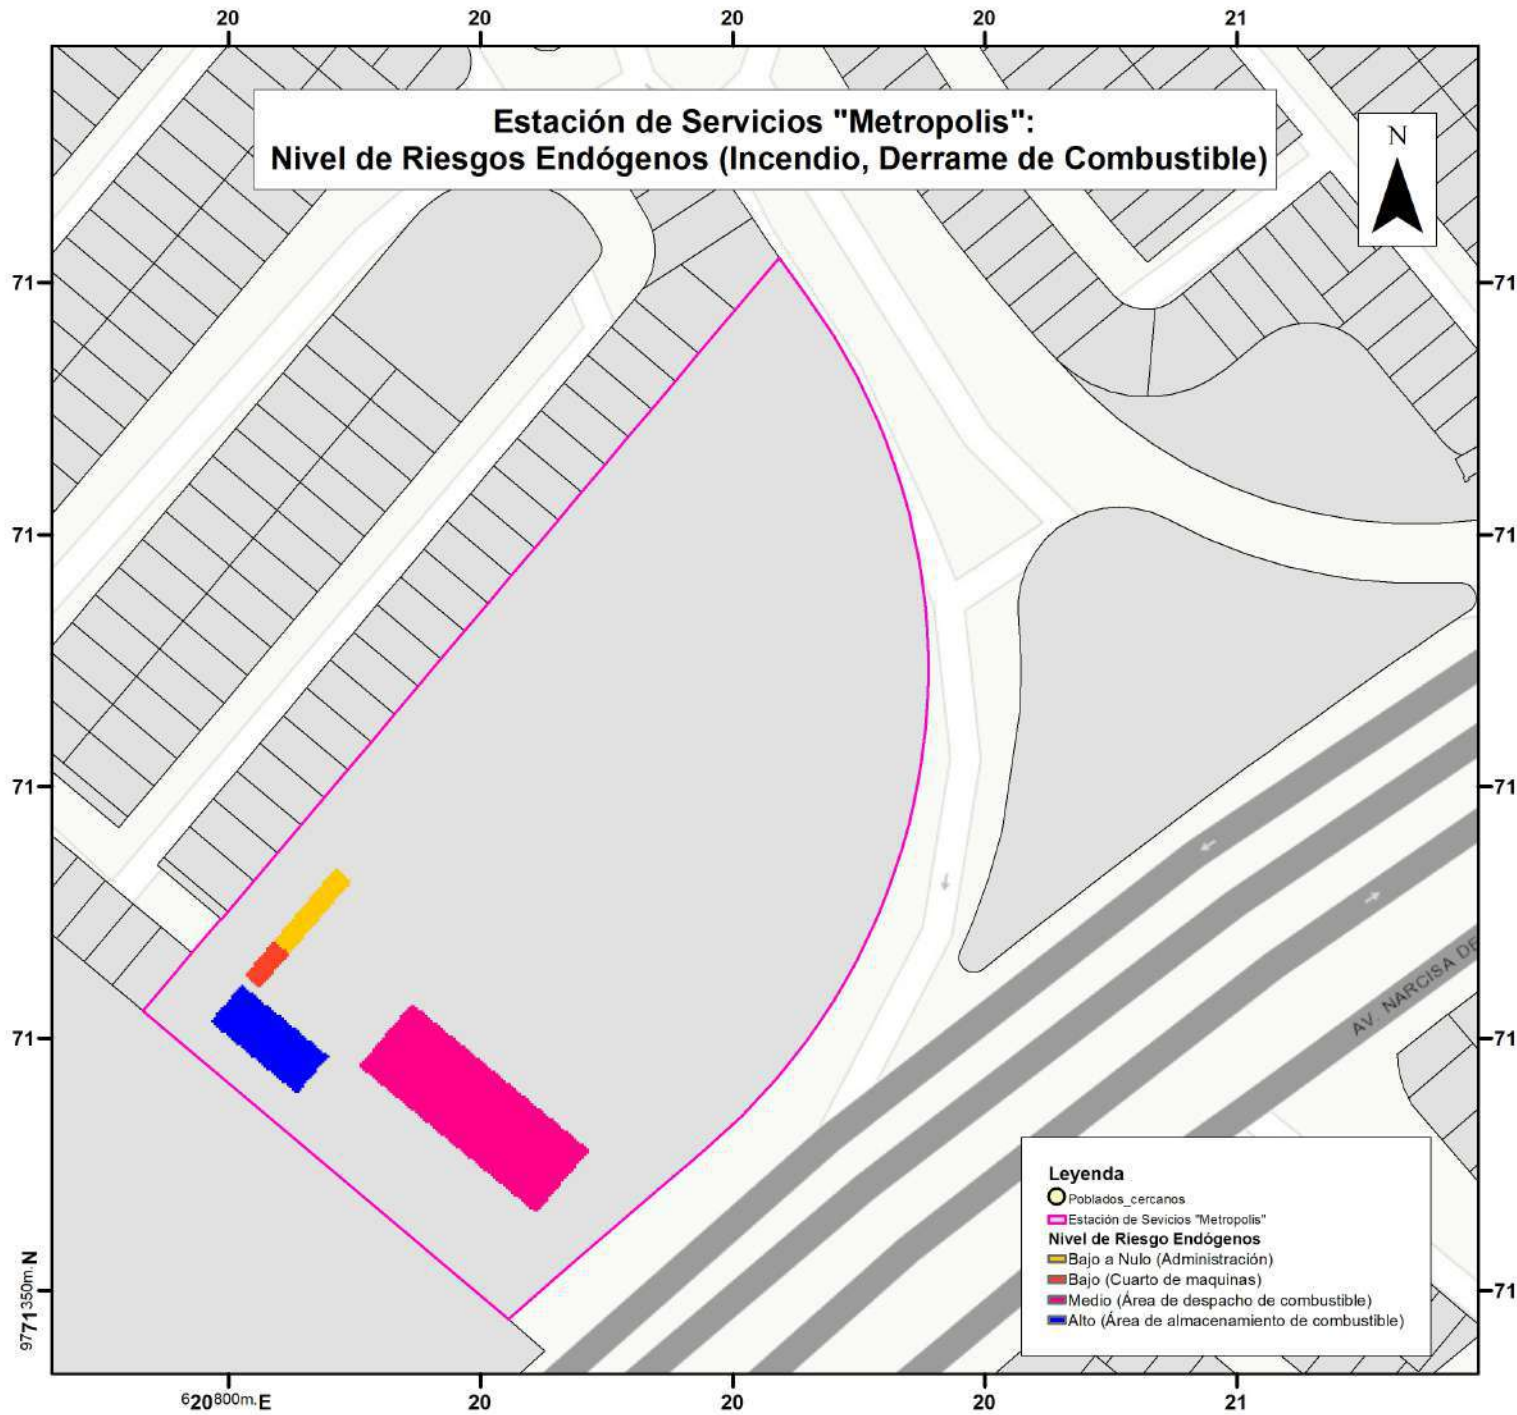 20 20 20 20 21
Estación de Servicios "Metropolis":
Nivel de Riesgos Endógenos (Incendio, Derrame de Combustible)
N
71 71
71 71
71 71
71 71
AV. NARCISA DE
Leyenda
Poblados_cercanos
Estación de Sevicios "Metropolis"
Nivel de Riesgo Endógenos
Bajo a Nulo (Administración)
Bajo (Cuarto de maquinas)
Medio (Área de despacho de combustible)
Alto (Área de almacenamiento de combustible)
9771350m.N 71
620800m.E 20 20 20 21